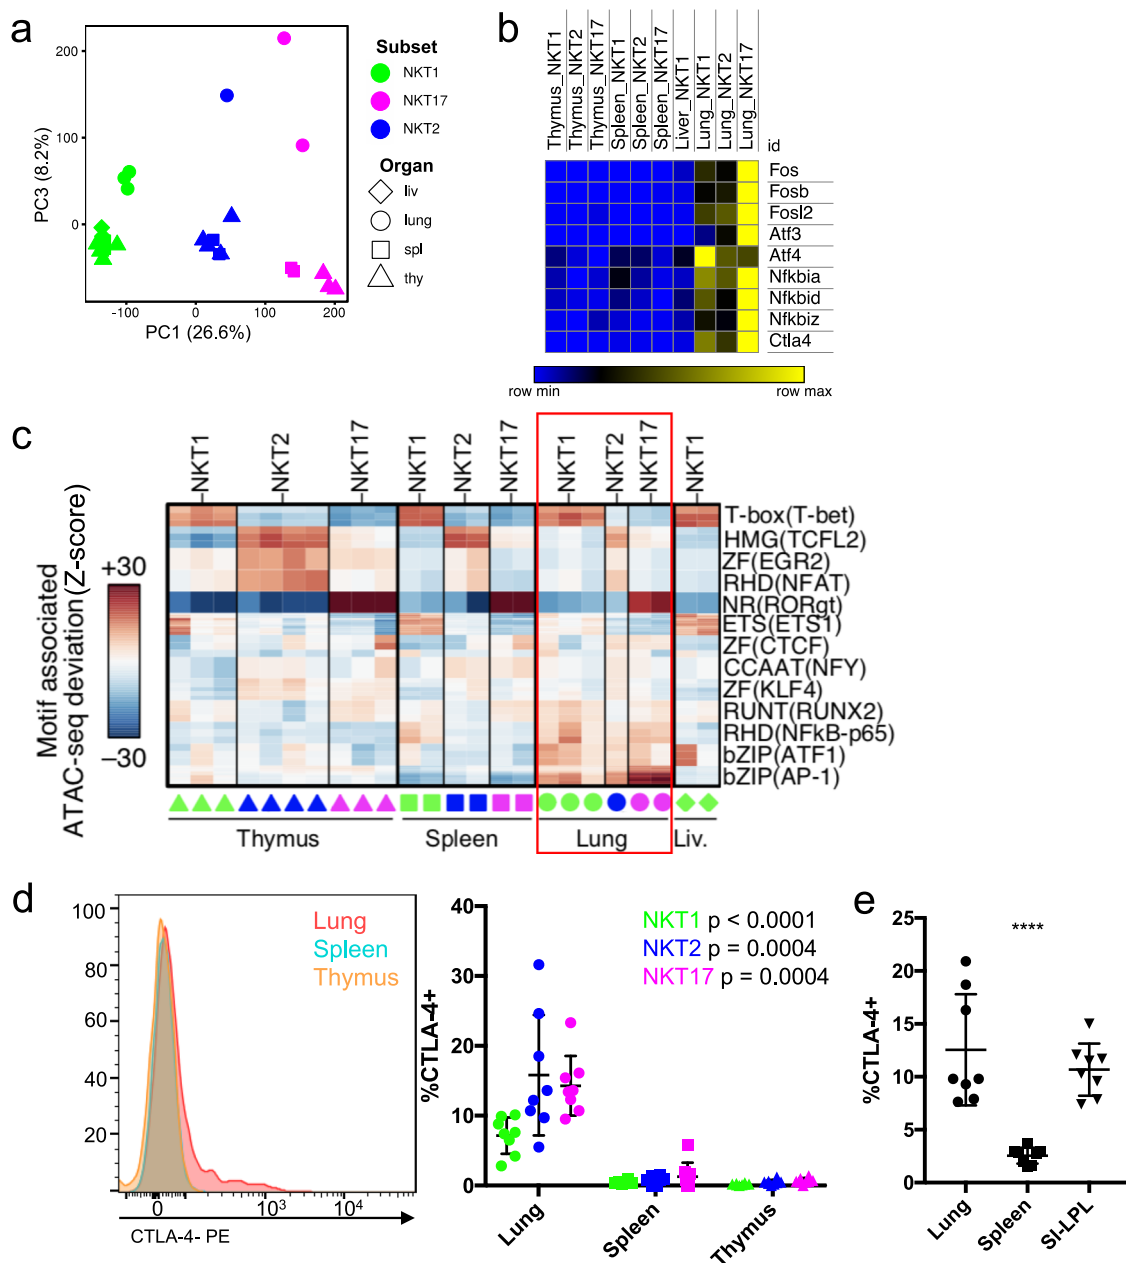 a
200
100
0
PC3 (8.2%)
-100
0
100
200
PC1 (26.6%)
Subset
NKT1
NKT17
NKT2
Organ
liv
lung
spl
thy
b
Thymus_NKT1
Thymus_NKT2
Thymus_NKT17
Spleen_NKT1
Spleen_NKT2
Spleen_NKT17
Liver_NKT1
Lung_NKT1
Lung_NKT2
Lung_NKT17
id
Fos
Fosb
Fosl2
Atf3
Atf4
Nfkbia
Nfkbid
Nfkbiz
Ctla4
row min
row max
c
NKT1
NKT2
NKT17
NKT1
NKT2
NKT17
NKT1
NKT2
NKT17
NKT1
Motif associated
ATAC-seq deviation(Z-score)
+30
−30
T-box(T-bet)
HMG(TCFL2)
ZF(EGR2)
RHD(NFAT)
NR(RORgt)
ETS(ETS1)
ZF(CTCF)
CCAAT(NFY)
ZF(KLF4)
RUNT(RUNX2)
RHD(NFkB-p65)
bZIP(ATF1)
bZIP(AP-1)
Thymus
Spleen
Lung
Liv.
d
100
80
60
40
20
0
10³
10⁴
CTLA-4- PE
Lung
Spleen
Thymus
%CTLA-4+
40
30
20
10
0
NKT1 p < 0.0001
NKT2 p = 0.0004
NKT17 p = 0.0004
Lung
Spleen
Thymus
e
%CTLA-4+
25
20
15
10
5
0
****
Lung
Spleen
SI-LPL